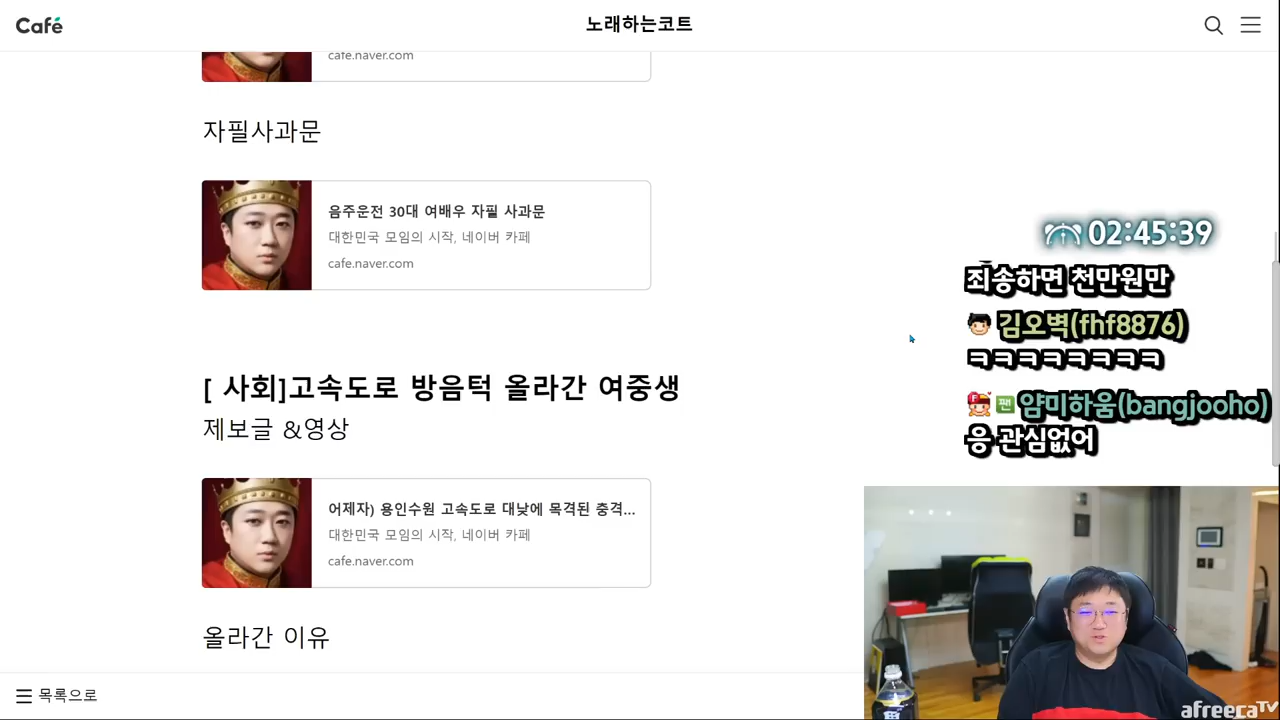 Café
노래하는코트
cafe.naver.com
자필사과문
음주운전 30대 여배우 자필 사과문
대한민국 모임의 시작, 네이버 카페
cafe.naver.com
[ 사회]고속도로 방음턱 올라간 여중생
제보글 &영상
어제자) 용인수원 고속도로 대낮에 목격된 충격...
대한민국 모임의 시작, 네이버 카페
cafe.naver.com
올라간 이유
목록으로
02:45:39
죄송하면 천만원만
김오벽(fhf8876)
ㅋㅋㅋㅋㅋㅋㅋㅋ
F 팬 얌미하움(bangjooho)
응 관심없어
afreecaTV